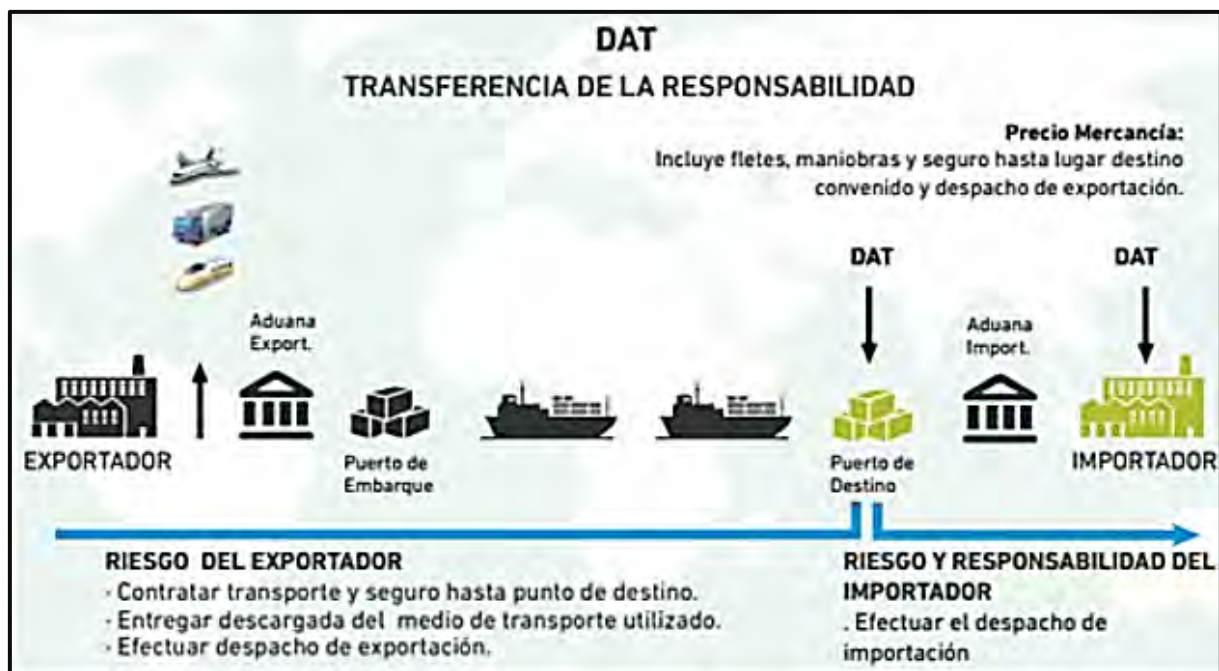 DAT
TRANSFERENCIA DE LA RESPONSABILIDAD
Precio Mercancía:
Incluye fletes, maniobras y seguro hasta lugar destino
convenido y despacho de exportación.
DAT
DAT
Aduana
Export.
Aduana
Import.
EXPORTADOR
Puerto de
Embarque
Puerto de
Destino
IMPORTADOR
RIESGO DEL EXPORTADOR
· Contratar transporte y seguro hasta punto de destino.
· Entregar descargada del medio de transporte utilizado.
· Efectuar despacho de exportación.
RIESGO Y RESPONSABILIDAD DEL
IMPORTADOR
. Efectuar el despacho de
importación